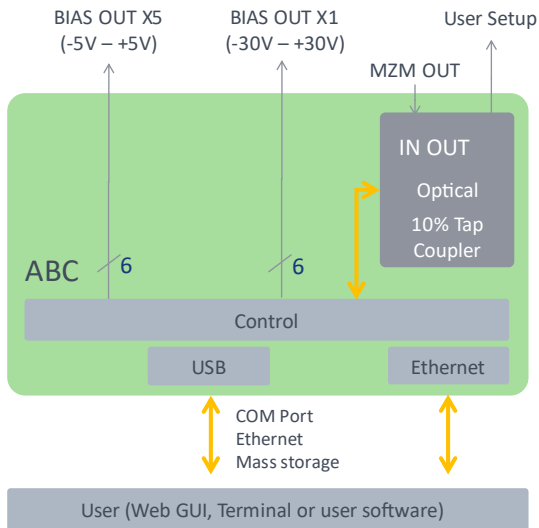 BIAS OUT X5
(-5V – +5V)
BIAS OUT X1
(-30V – +30V)
User Setup
MZM OUT
IN OUT
Optical
10% Tap
Coupler
ABC
6
6
Control
USB
Ethernet
COM Port
Ethernet
Mass storage
User (Web GUI, Terminal or user software)